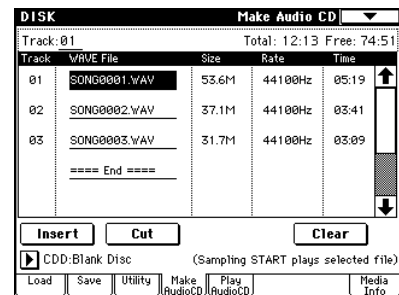 DISK Make Audio CD
Track:01 Total: 12:13 Free: 74:51
Track WAVE File Size Rate Time
01 SONG0001.WAV 53.6M 44100Hz 05:19
02 SONG0002.WAV 37.1M 44100Hz 03:41
03 SONG0003.WAV 31.7M 44100Hz 03:09
==== End ====
Insert Cut Clear
CDD:Blank Disc (Sampling START plays selected file)
Load Save Utility Make AudioCD Play AudioCD Media Info